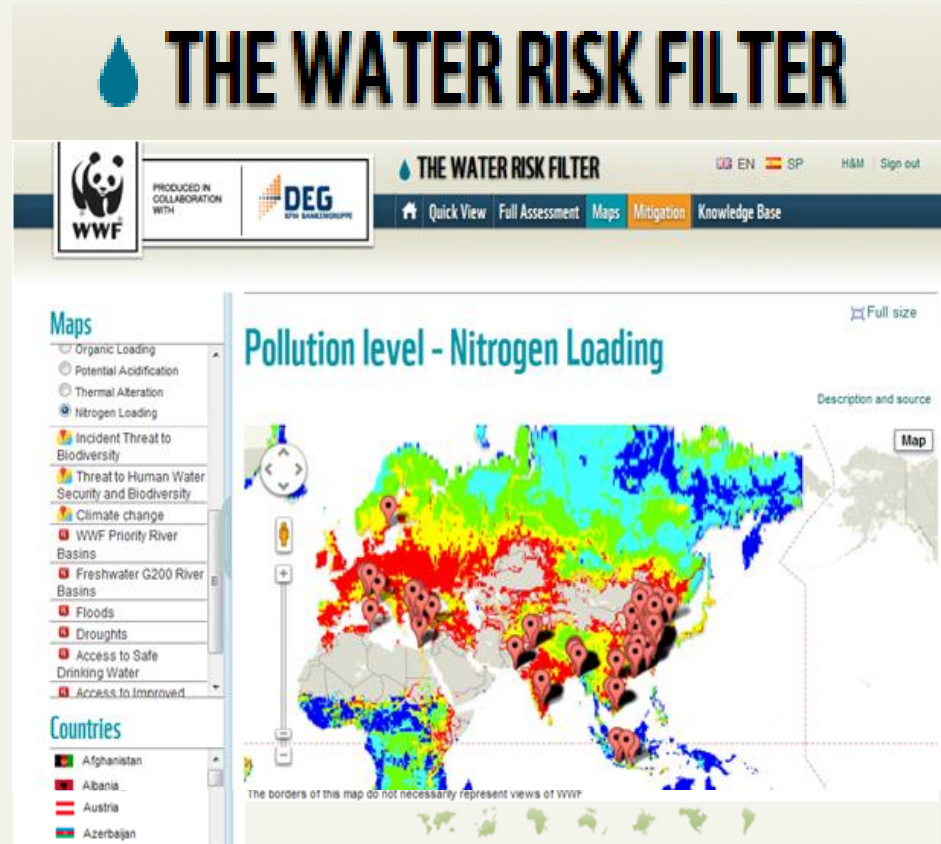 THE WATER RISK FILTER
WWF
PRODUCED IN
COLLABORATION
WITH
DEG
KFW BANKENGRUPPE
THE WATER RISK FILTER
EN SP H&M Sign out
Quick View Full Assessment Maps Mitigation Knowledge Base
Maps
Organic Loading
Potential Acidification
Thermal Alteration
Nitrogen Loading
Incident Threat to
Biodiversity
Threat to Human Water
Security and Biodiversity
Climate change
WWF Priority River
Basins
Freshwater G200 River
Basins
Floods
Droughts
Access to Safe
Drinking Water
Access to Improved
Countries
Afghanistan
Albania
Austria
Azerbaijan
Full size
Pollution level - Nitrogen Loading
Description and source
Map
The borders of this map do not necessarily represent views of WWF